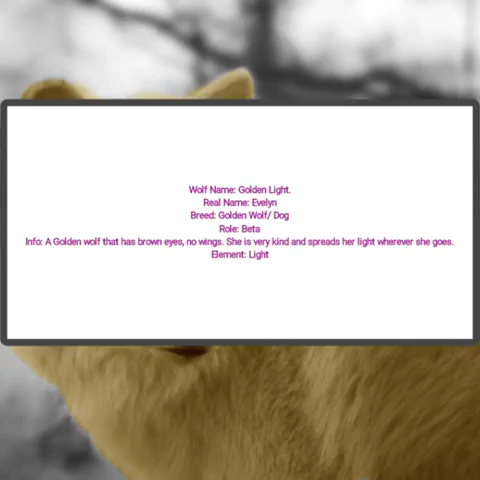 Wolf Name: Golden Light.
Real Name: Evelyn
Breed: Golden Wolf/ Dog
Role: Beta
Info: A Golden wolf that has brown eyes, no wings. She is very kind and spreads her light wherever she goes.
Element: Light